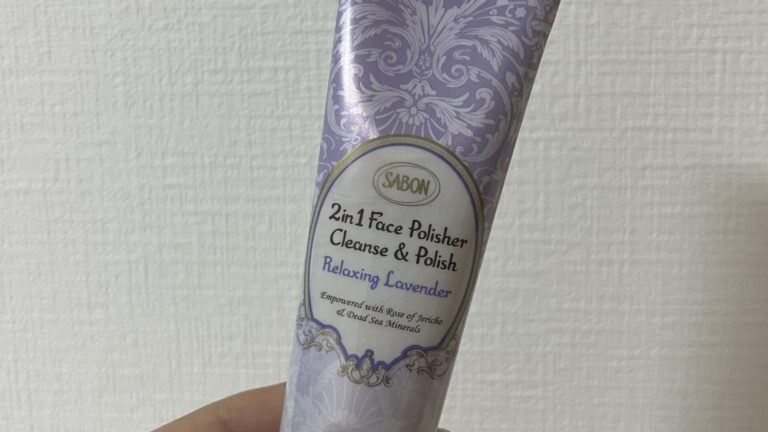 SABON
2in1 Face Polisher
Cleanse & Polish
Relaxing Lavender
Empowered with Rose of Jericho
& Dead Sea Minerals